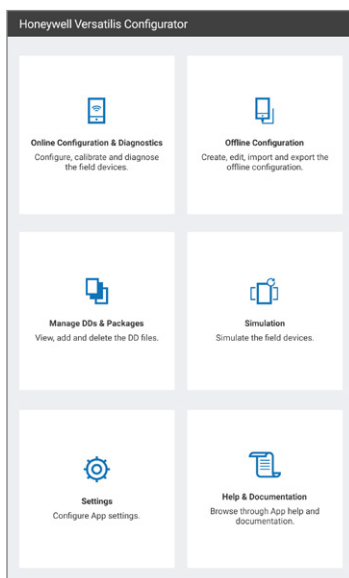 Honeywell Versatilis Configurator
Online Configuration & Diagnostics
Configure, calibrate and diagnose
the field devices.
Offline Configuration
Create, edit, import and export the
offline configuration.
Manage DDs & Packages
View, add and delete the DD files.
Simulation
Simulate the field devices.
Settings
Configure App settings.
Help & Documentation
Browse through App help and
documentation.